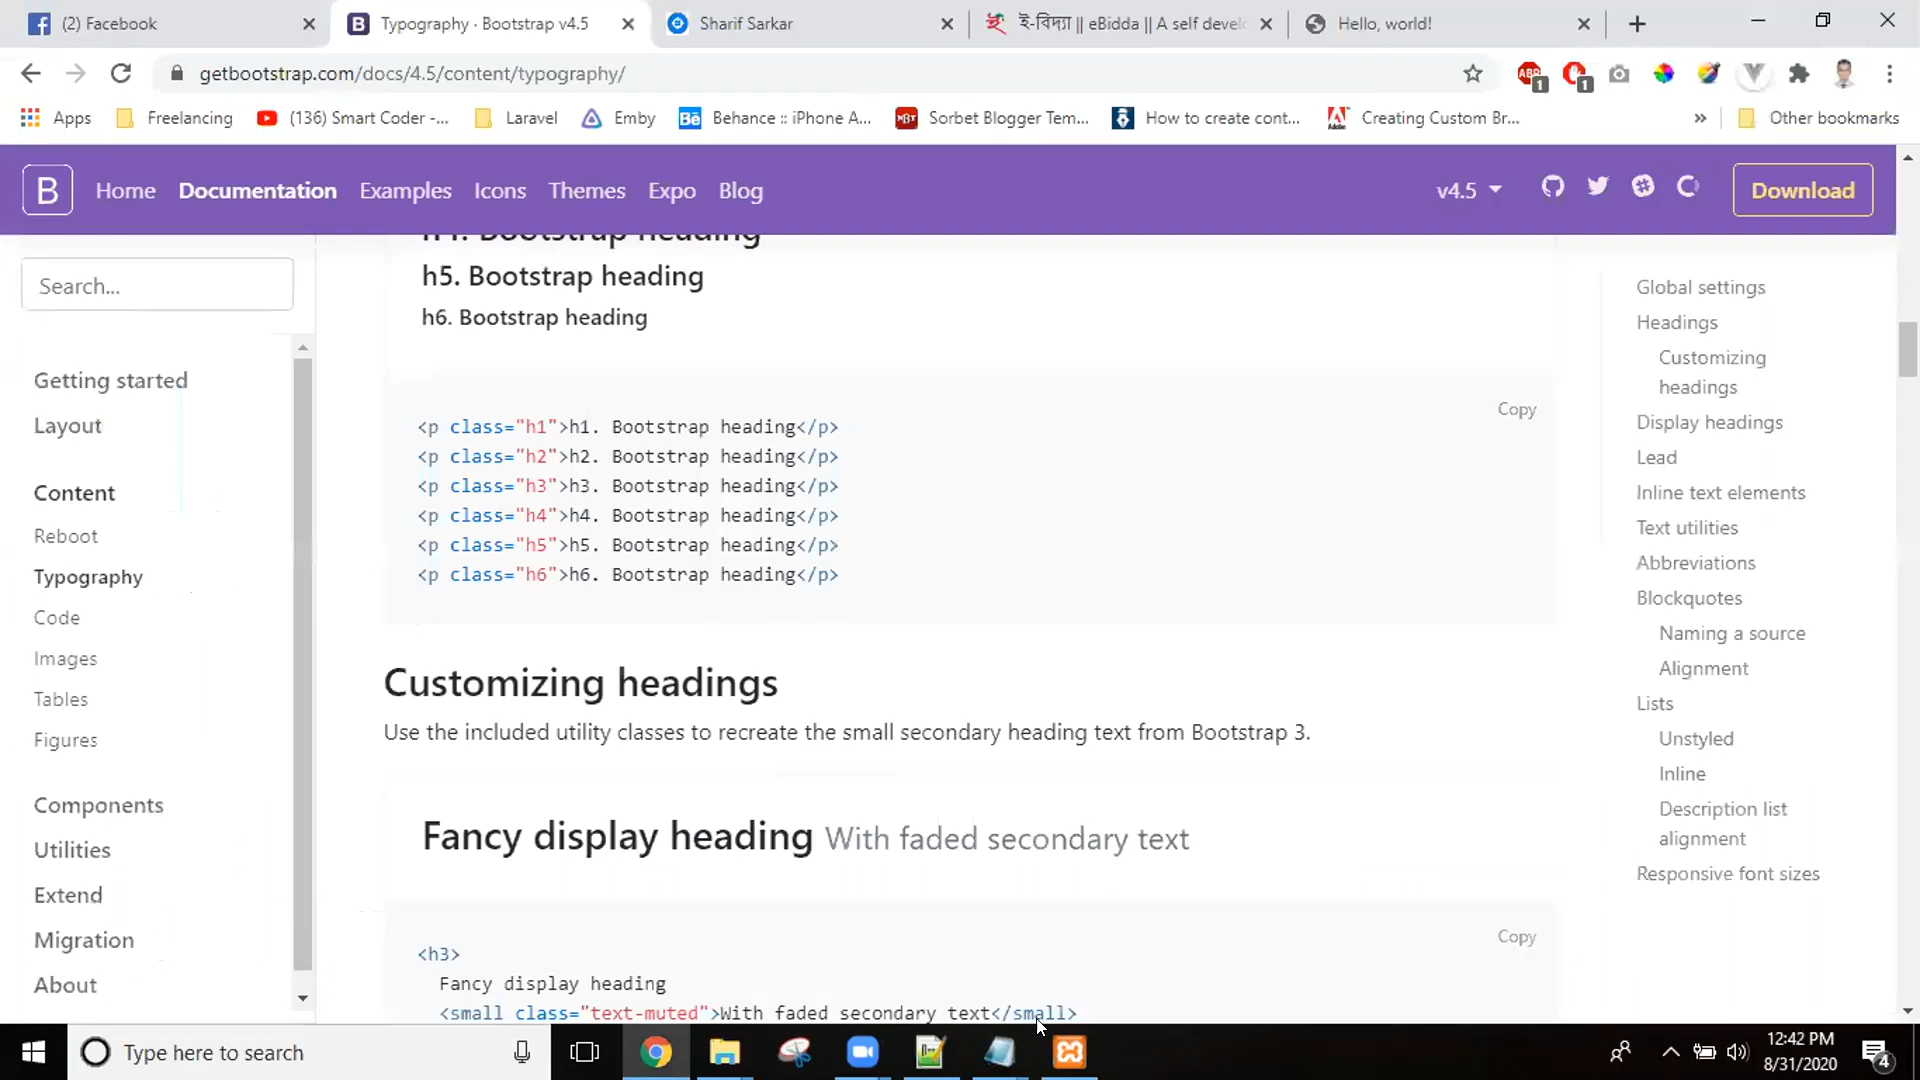 (2) Facebook
Typography · Bootstrap v4.5
Sharif Sarkar
ই-বিদ্যা || eBidda || A self develo
Hello, world!
getbootstrap.com/docs/4.5/content/typography/
ABP
1
1
Apps
Freelancing
(136) Smart Coder -...
Laravel
Emby
Behance :: iPhone A...
Sorbet Blogger Tem...
How to create cont...
Creating Custom Br...
»
Other bookmarks
B
Home
Documentation
Examples
Icons
Themes
Expo
Blog
v4.5
Download
Search...
Getting started
Layout
Content
Reboot
Typography
Code
Images
Tables
Figures
Components
Utilities
Extend
Migration
About
h4. Bootstrap heading
h5. Bootstrap heading
h6. Bootstrap heading
Copy
<p class="h1">h1. Bootstrap heading</p>
<p class="h2">h2. Bootstrap heading</p>
<p class="h3">h3. Bootstrap heading</p>
<p class="h4">h4. Bootstrap heading</p>
<p class="h5">h5. Bootstrap heading</p>
<p class="h6">h6. Bootstrap heading</p>
Customizing headings
Use the included utility classes to recreate the small secondary heading text from Bootstrap 3.
Fancy display heading With faded secondary text
Copy
<h3>
Fancy display heading
<small class="text-muted">With faded secondary text</small>
Global settings
Headings
Customizing
headings
Display headings
Lead
Inline text elements
Text utilities
Abbreviations
Blockquotes
Naming a source
Alignment
Lists
Unstyled
Inline
Description list
alignment
Responsive font sizes
Type here to search
12:42 PM
8/31/2020
4